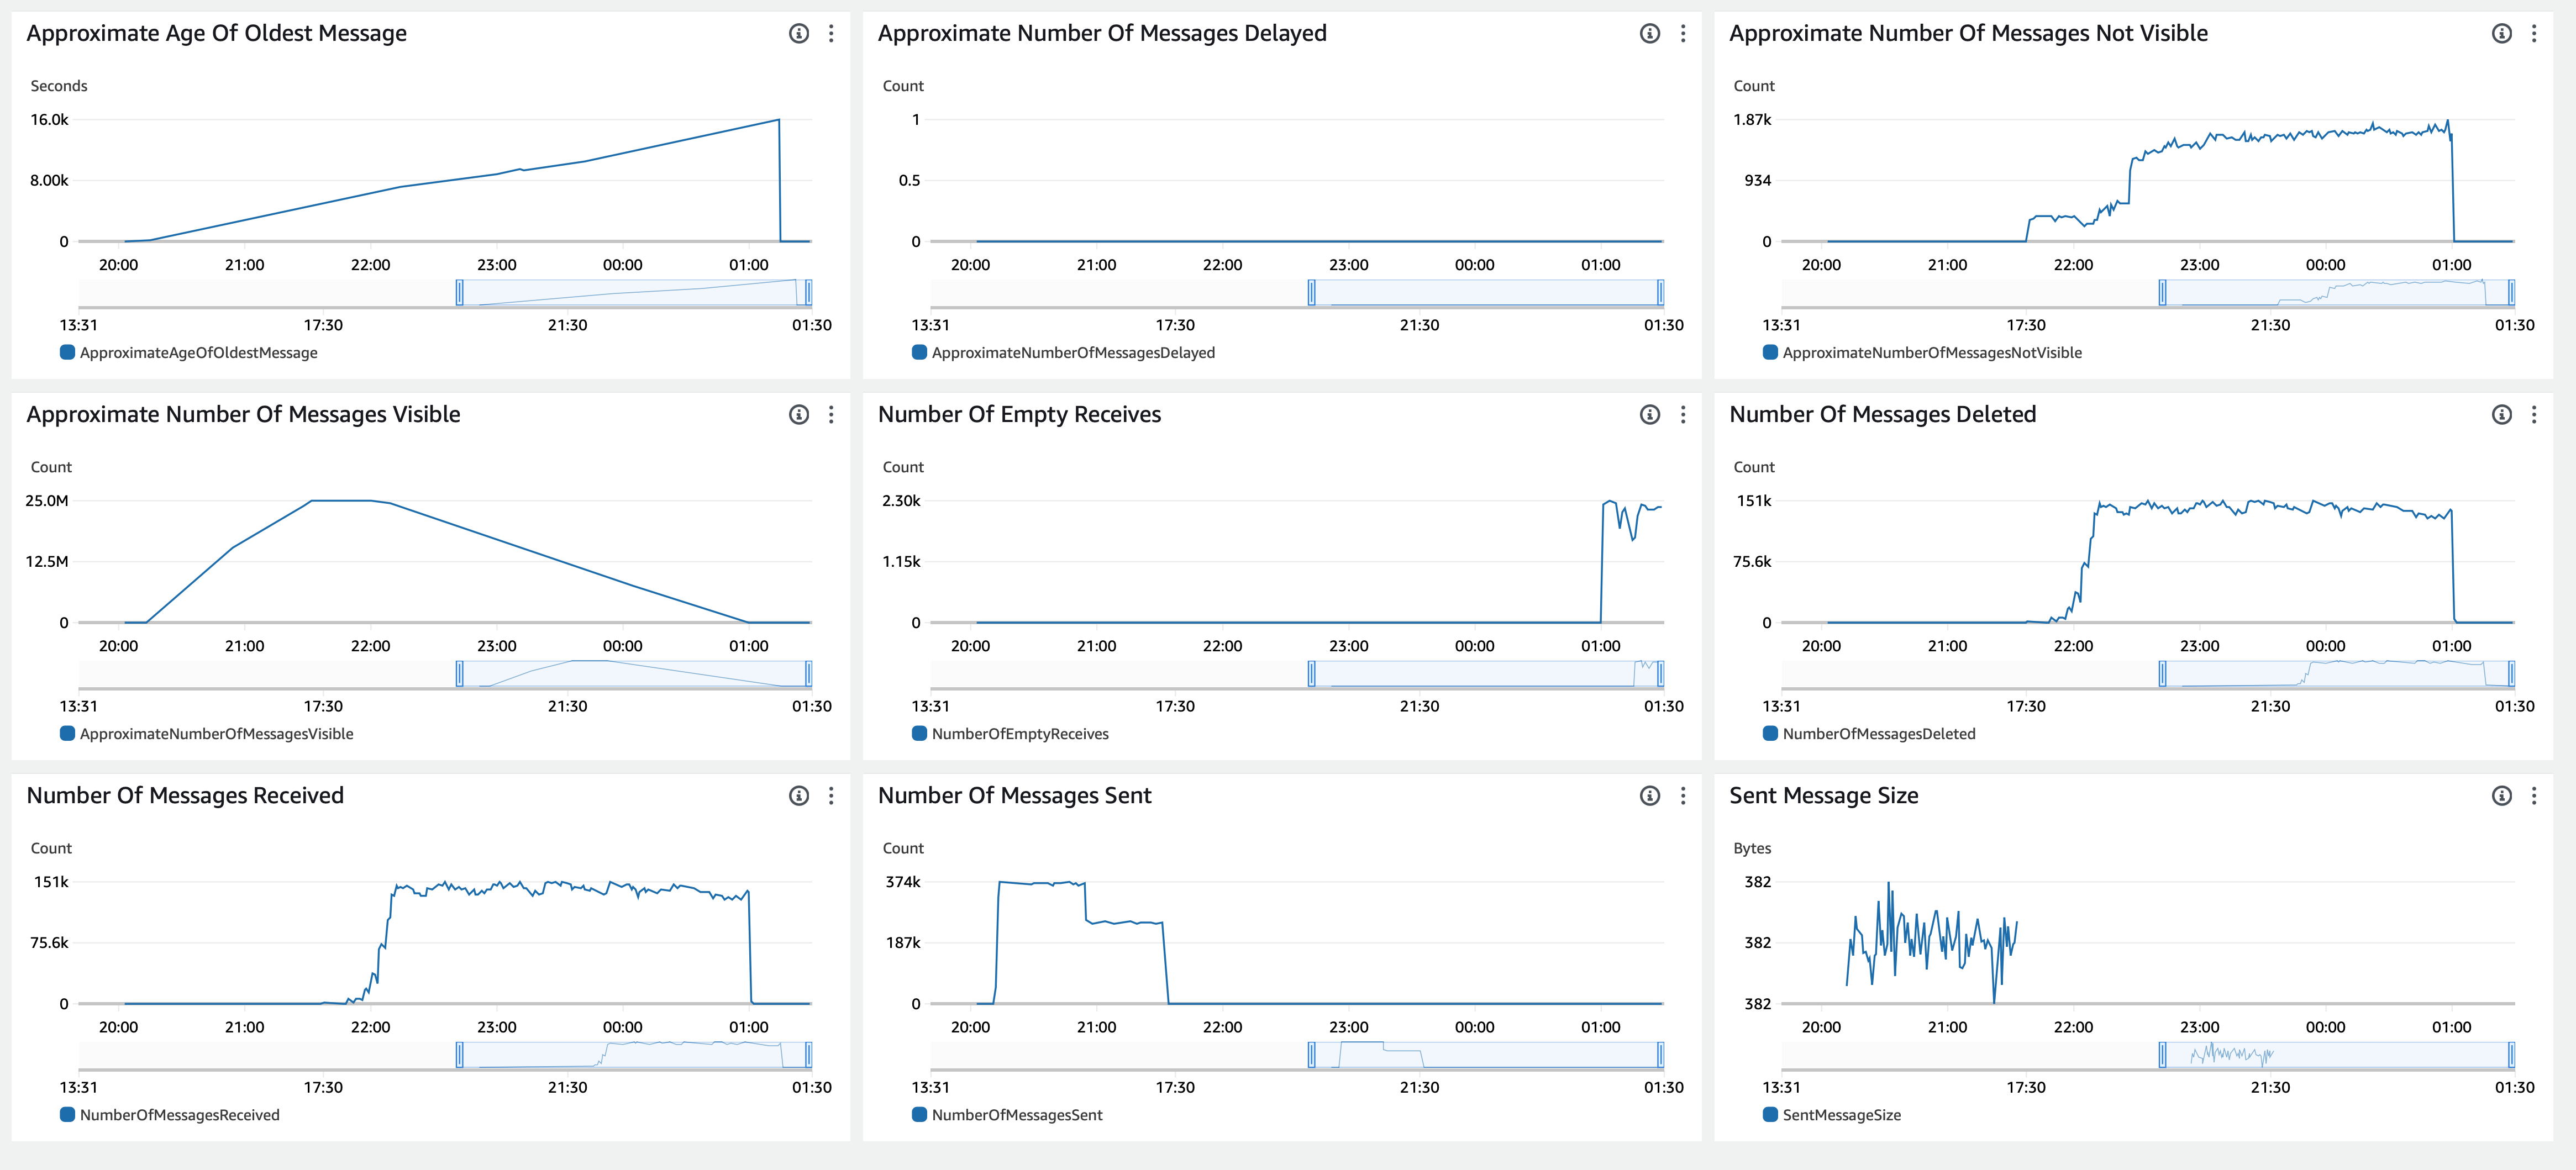 Approximate Age Of Oldest Message
Seconds
16.0k
8.00k
0
20:00 21:00 22:00 23:00 00:00 01:00
13:31 17:30 21:30 01:30
ApproximateAgeOfOldestMessage
Approximate Number Of Messages Delayed
Count
1
0.5
0
20:00 21:00 22:00 23:00 00:00 01:00
13:31 17:30 21:30 01:30
ApproximateNumberOfMessagesDelayed
Approximate Number Of Messages Not Visible
Count
1.87k
934
0
20:00 21:00 22:00 23:00 00:00 01:00
13:31 17:30 21:30 01:30
ApproximateNumberOfMessagesNotVisible
Approximate Number Of Messages Visible
Count
25.0M
12.5M
0
20:00 21:00 22:00 23:00 00:00 01:00
13:31 17:30 21:30 01:30
ApproximateNumberOfMessagesVisible
Number Of Empty Receives
Count
2.30k
1.15k
0
20:00 21:00 22:00 23:00 00:00 01:00
13:31 17:30 21:30 01:30
NumberOfEmptyReceives
Number Of Messages Deleted
Count
151k
75.6k
0
20:00 21:00 22:00 23:00 00:00 01:00
13:31 17:30 21:30 01:30
NumberOfMessagesDeleted
Number Of Messages Received
Count
151k
75.6k
0
20:00 21:00 22:00 23:00 00:00 01:00
13:31 17:30 21:30 01:30
NumberOfMessagesReceived
Number Of Messages Sent
Count
374k
187k
0
20:00 21:00 22:00 23:00 00:00 01:00
13:31 17:30 21:30 01:30
NumberOfMessagesSent
Sent Message Size
Bytes
382
382
382
20:00 21:00 22:00 23:00 00:00 01:00
13:31 17:30 21:30 01:30
SentMessageSize